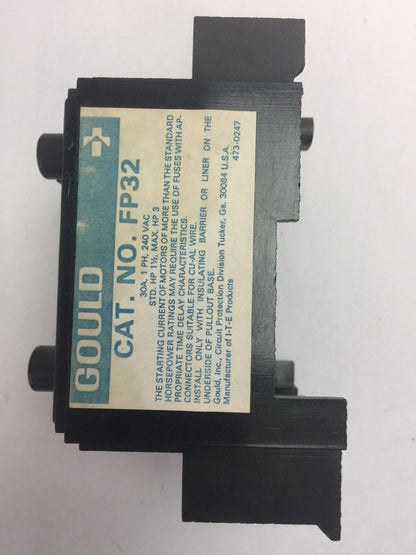 GOULD
CAT. NO. FP32
30A, 1 PH, 240 VAC
STD. HP 1½, MAX. HP 3
THE STARTING CURRENT OF MOTORS OF MORE THAN THE STANDARD
HORSEPOWER RATINGS MAY REQUIRE THE USE OF FUSES WITH AP-
PROPRIATE TIME DELAY CHARACTERISTICS.
CONNECTORS SUITABLE FOR CU-AL WIRE.
INSTALL ONLY WITH INSULATING BARRIER OR LINER ON THE
UNDERSIDE OF PULLOUT BASE.
Gould, Inc., Circuit Protection Division Tucker, Ga. 30084 U.S.A.
Manufacturer of I-T-E Products
473-0247